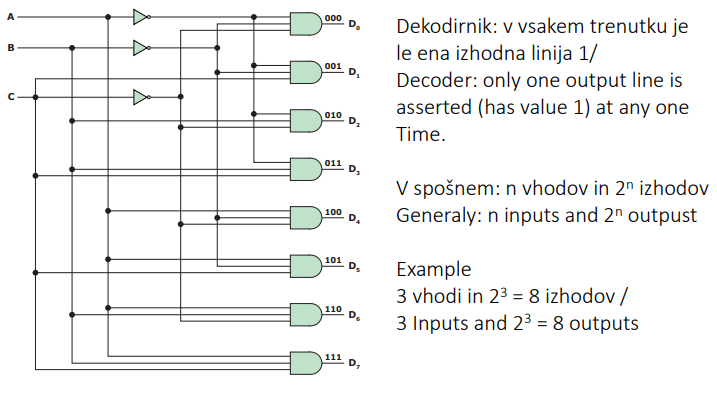 A
B
C
000 D₀
001 D₁
010 D₂
011 D₃
100 D₄
101 D₅
110 D₆
111 D₇
Dekodirnik: v vsakem trenutku je
le ena izhodna linija 1/
Decoder: only one output line is
asserted (has value 1) at any one
Time.
V spošnem: n vhodov in 2ⁿ izhodov
Generaly: n inputs and 2ⁿ outpust
Example
3 vhodi in 2³ = 8 izhodov /
3 Inputs and 2³ = 8 outputs